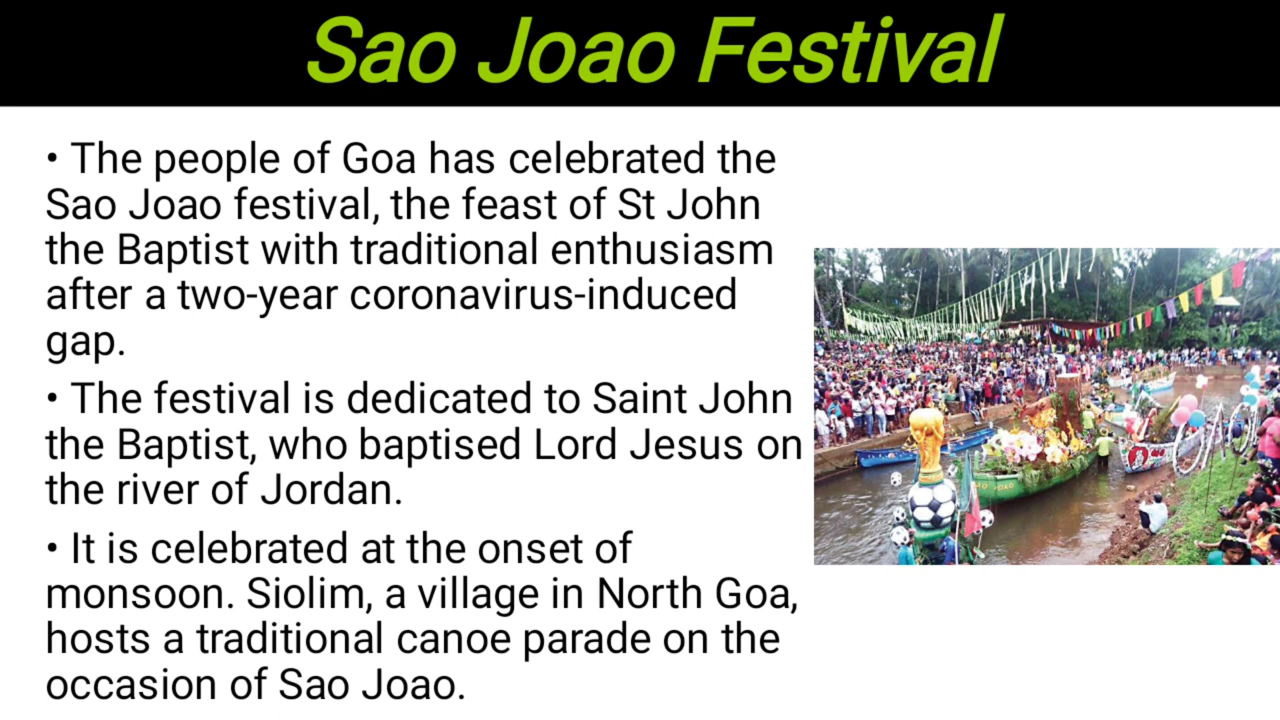 Sao Joao Festival
• The people of Goa has celebrated the
Sao Joao festival, the feast of St John
the Baptist with traditional enthusiasm
after a two-year coronavirus-induced
gap.
• The festival is dedicated to Saint John
the Baptist, who baptised Lord Jesus on
the river of Jordan.
• It is celebrated at the onset of
monsoon. Siolim, a village in North Goa,
hosts a traditional canoe parade on the
occasion of Sao Joao.